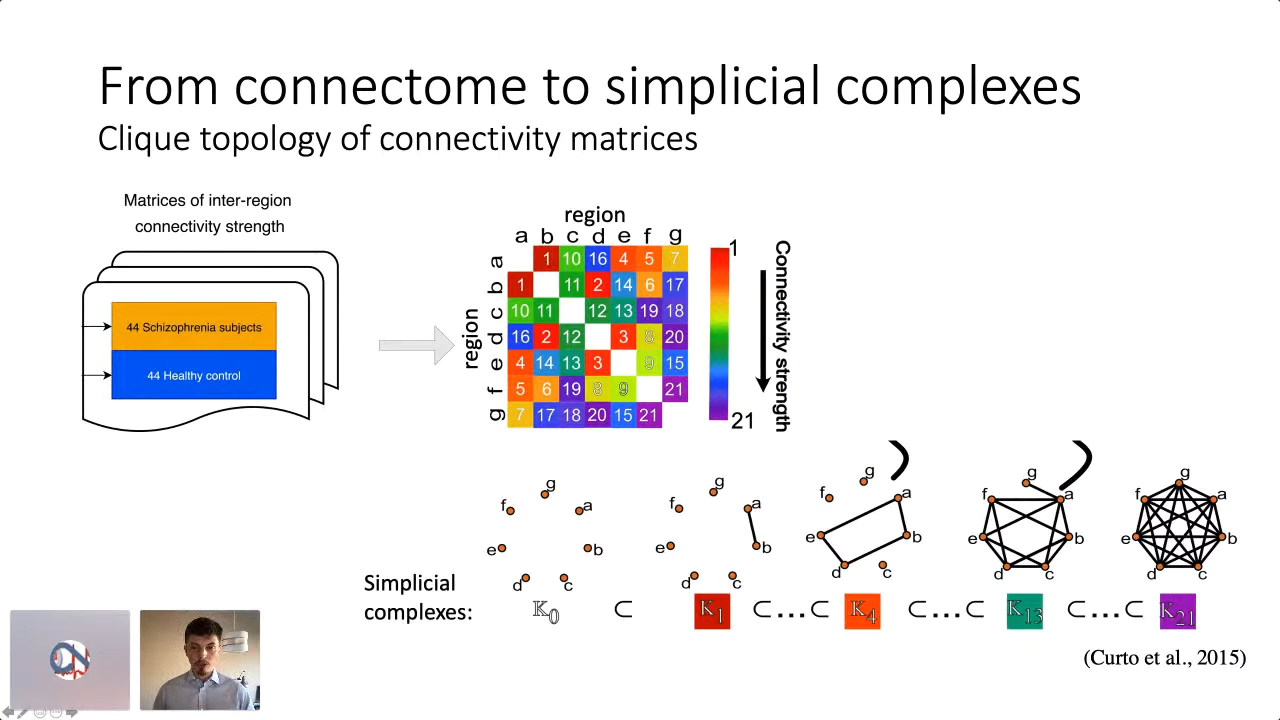 From connectome to simplicial complexes
Clique topology of connectivity matrices
Matrices of inter-region
connectivity strength
44 Schizophrenia subjects
44 Healthy control
region
a b c d e f g
region
a 1 10 16 4 5 7
b 1 11 2 14 6 17
c 10 11 12 13 19 18
d 16 2 12 3 8 20
e 4 14 13 3 9 15
f 5 6 19 8 9 21
g 7 17 18 20 15 21
1
21
Connectivity strength
g f a e b d c
g f a e b d c
g f a e b d c
g f a e b d c
g f a e b d c
Simplicial
complexes:
𝕂0 ⊂ 𝕂1 ⊂...⊂ 𝕂4 ⊂...⊂ 𝕂13 ⊂...⊂ 𝕂21
(Curto et al., 2015)
ON